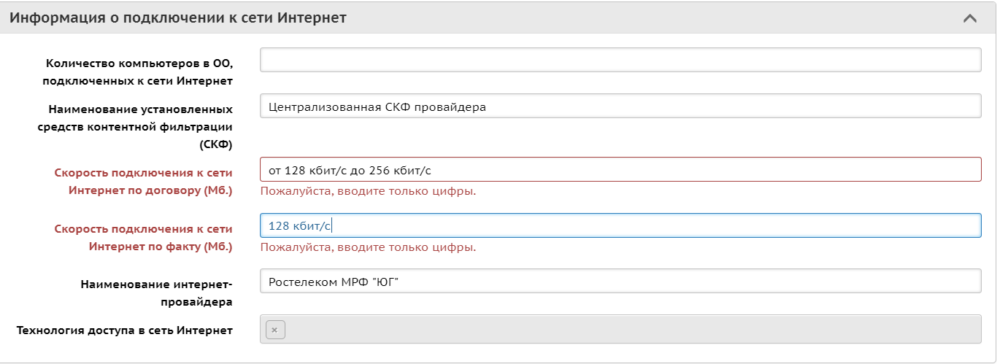 Информация о подключении к сети Интернет
Количество компьютеров в ОО,
подключенных к сети Интернет
Наименование установленных
средств контентной фильтрации
(СКФ)
Централизованная СКФ провайдера
Скорость подключения к сети
Интернет по договору (Мб.)
от 128 кбит/с до 256 кбит/с
Пожалуйста, вводите только цифры.
Скорость подключения к сети
Интернет по факту (Мб.)
128 кбит/с
Пожалуйста, вводите только цифры.
Наименование интернет-
провайдера
Ростелеком МРФ "ЮГ"
Технология доступа в сеть Интернет
×